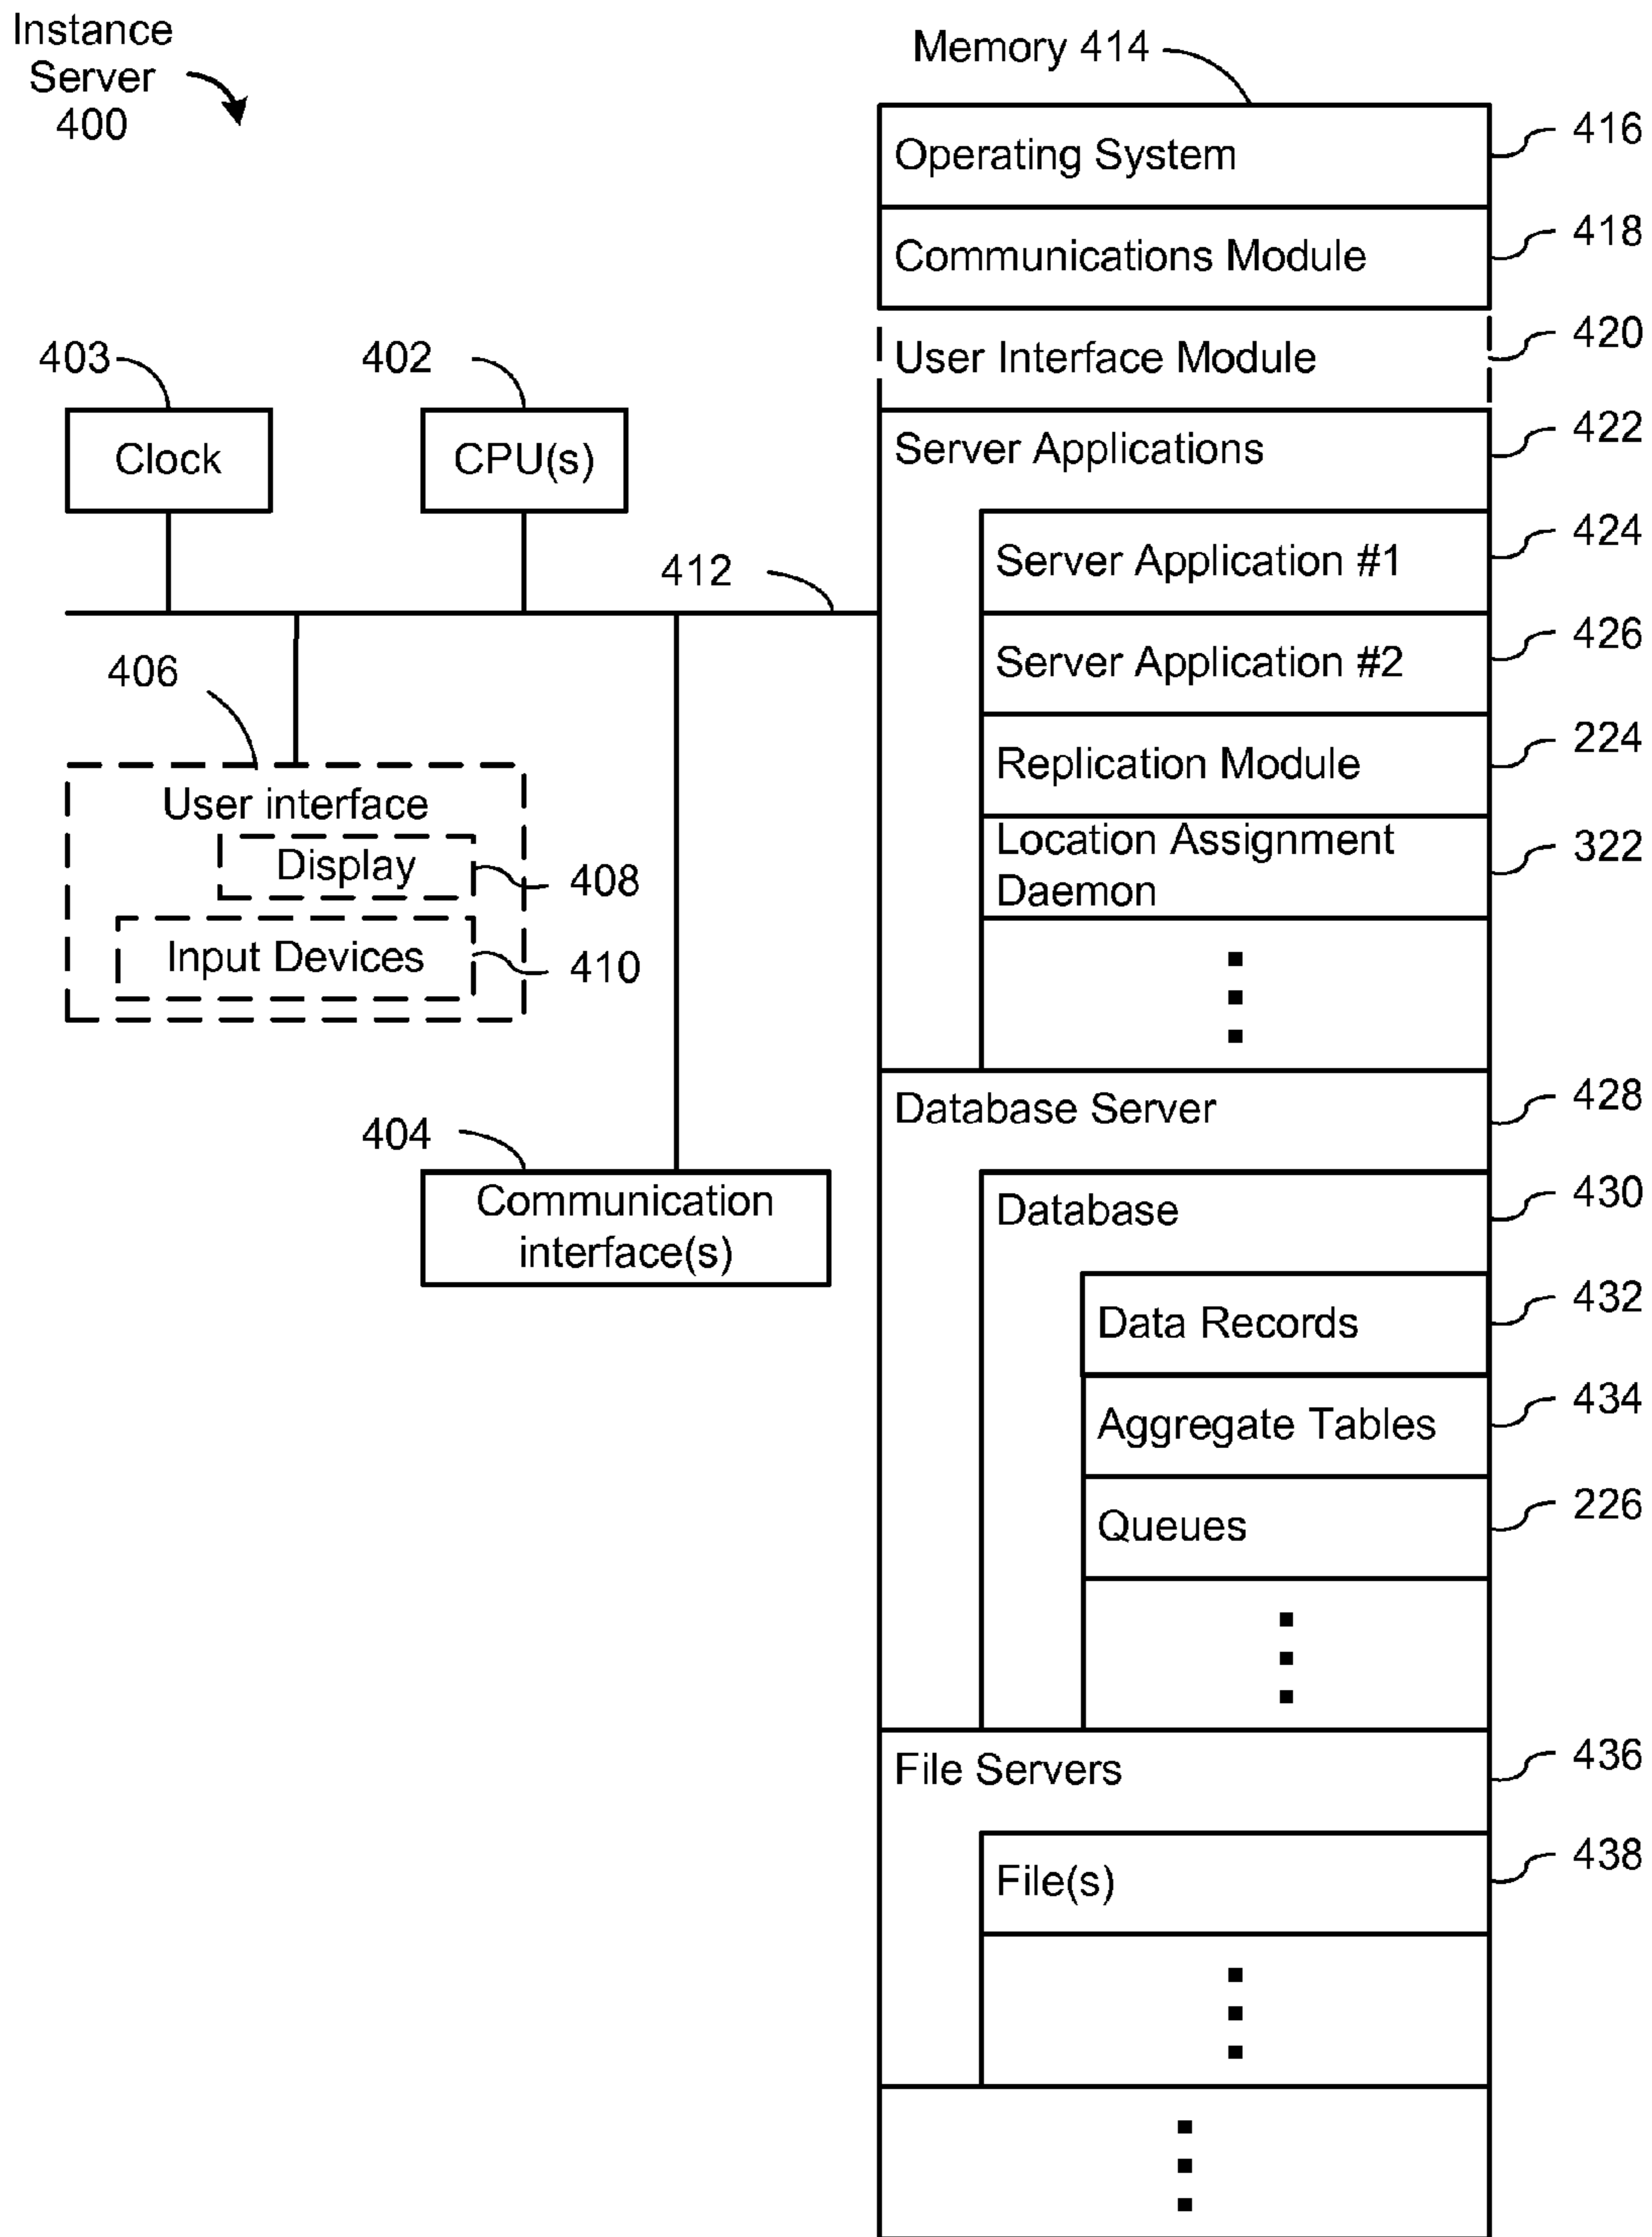 Instance
Server
400
Memory 414
Operating System
416
Communications Module
418
User Interface Module
420
403
402
Clock
CPU(s)
Server Applications
422
Server Application #1
424
412
Server Application #2
426
406
Replication Module
224
User interface
Display
408
Location Assignment
Daemon
322
Input Devices
410
Database Server
428
404
Communication
interface(s)
Database
430
Data Records
432
Aggregate Tables
434
Queues
226
File Servers
436
File(s)
438